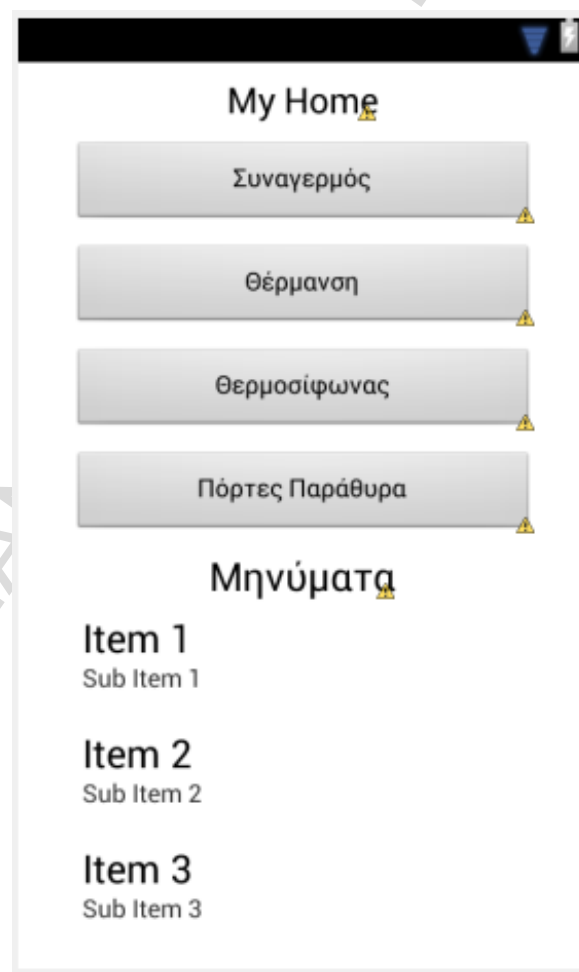 My Home
Συναγερμός
Θέρμανση
Θερμοσίφωνας
Πόρτες Παράθυρα
Μηνύματα
Item 1
Sub Item 1
Item 2
Sub Item 2
Item 3
Sub Item 3